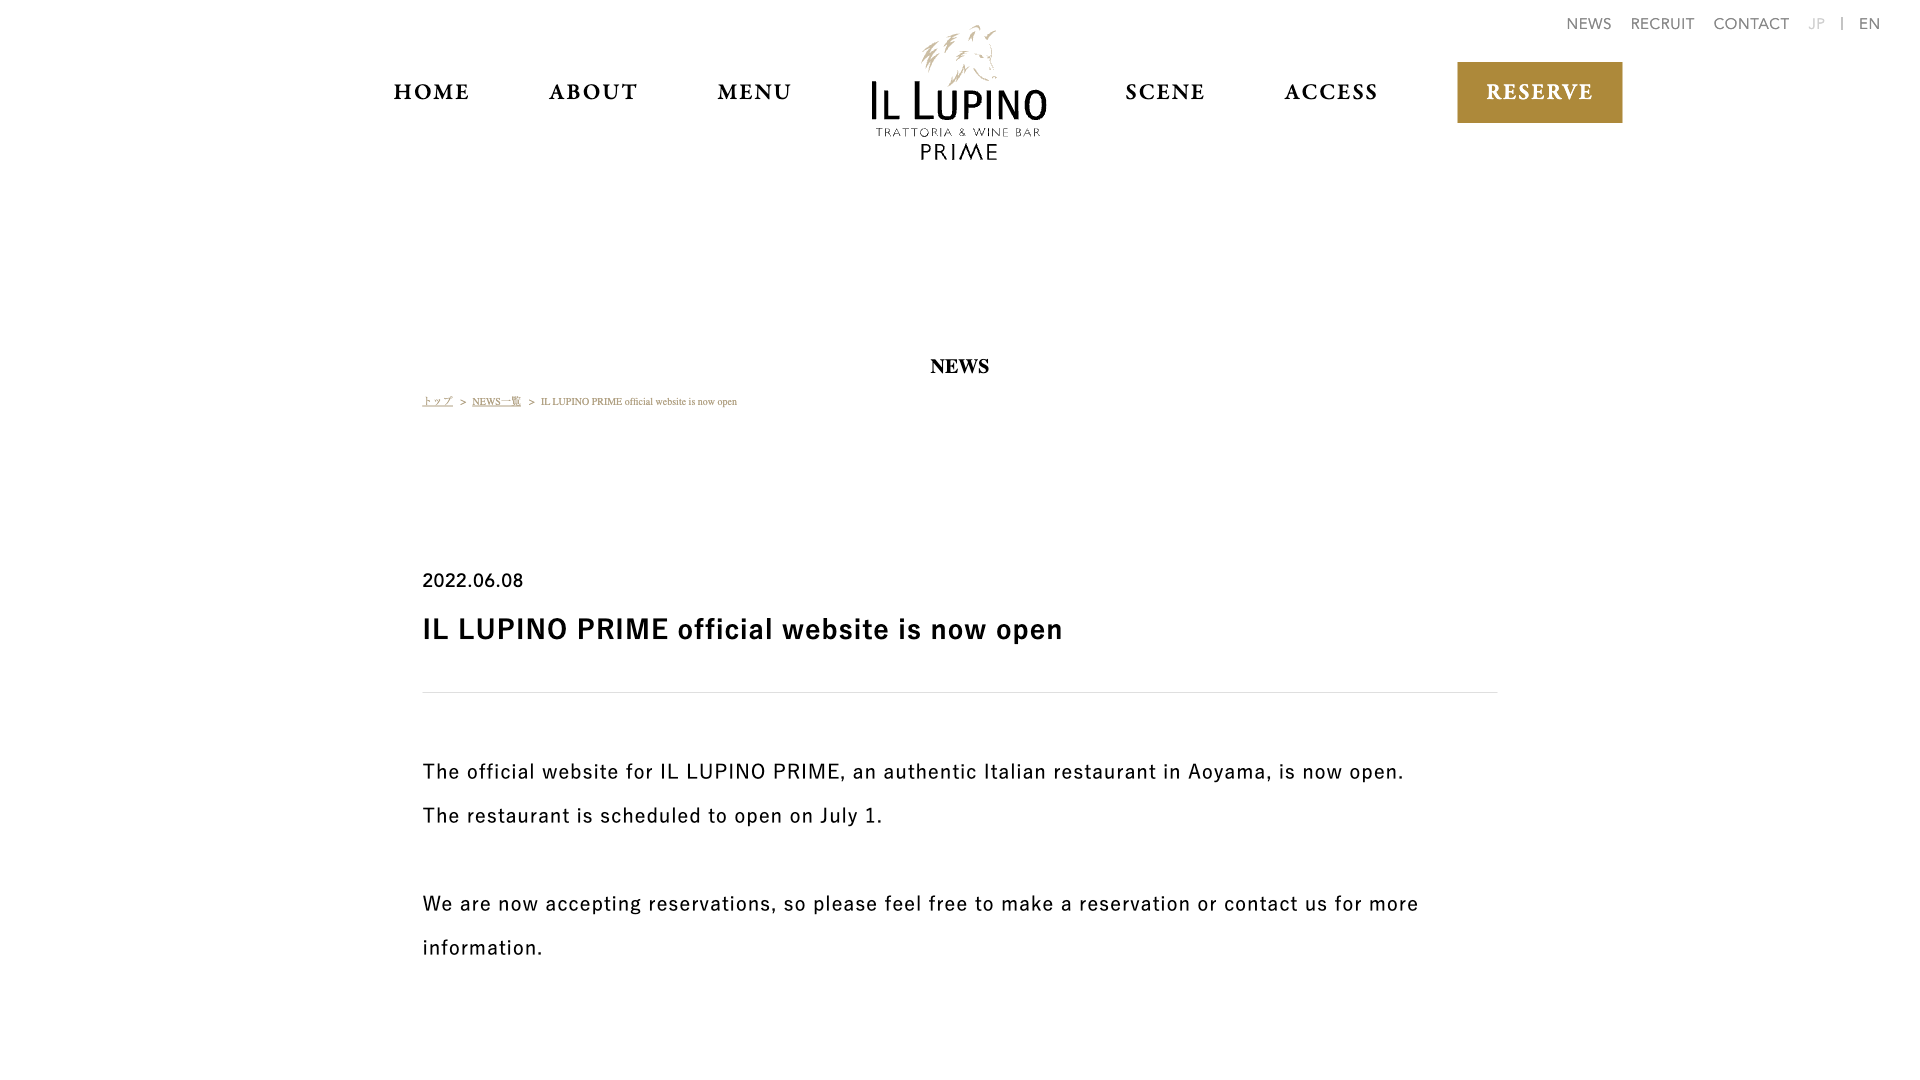 NEWS RECRUIT CONTACT JP | EN
HOME ABOUT MENU
IL LUPINO
TRATTORIA & WINE BAR
PRIME
SCENE ACCESS RESERVE
NEWS
トップ > NEWS一覧 > IL LUPINO PRIME official website is now open
2022.06.08
IL LUPINO PRIME official website is now open
The official website for IL LUPINO PRIME, an authentic Italian restaurant in Aoyama, is now open.
The restaurant is scheduled to open on July 1.
We are now accepting reservations, so please feel free to make a reservation or contact us for more
information.